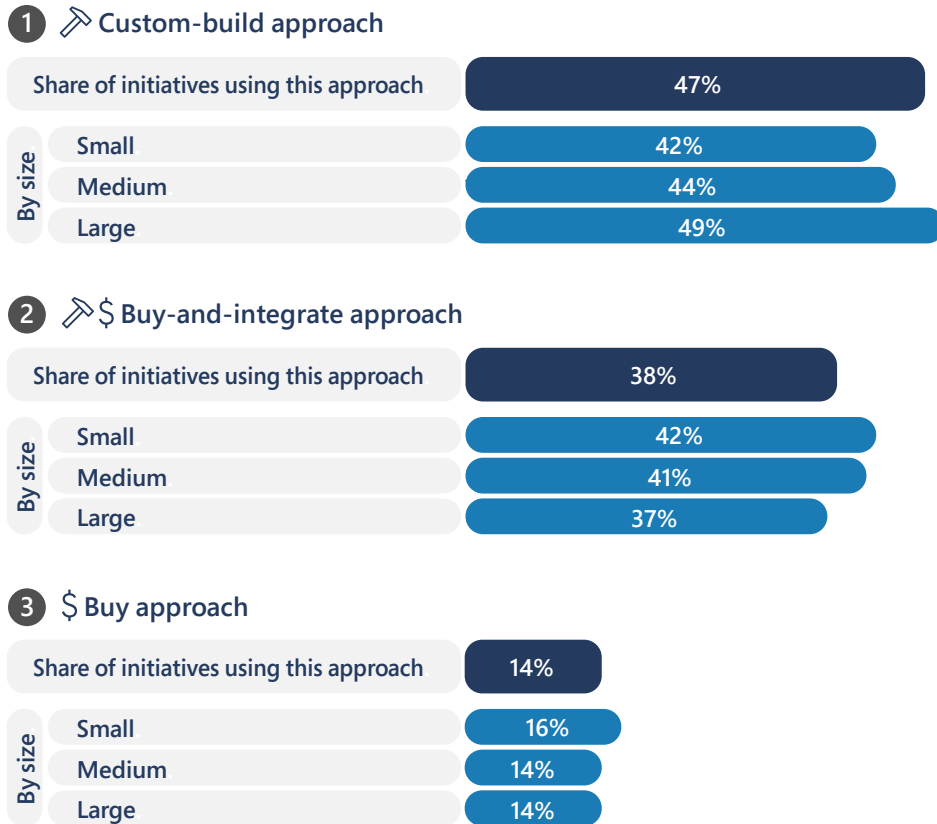 1 Custom-build approach
Share of initiatives using this approach 47%
By size
Small 42%
Medium 44%
Large 49%
2 $ Buy-and-integrate approach
Share of initiatives using this approach 38%
By size
Small 42%
Medium 41%
Large 37%
3 $ Buy approach
Share of initiatives using this approach 14%
By size
Small 16%
Medium 14%
Large 14%